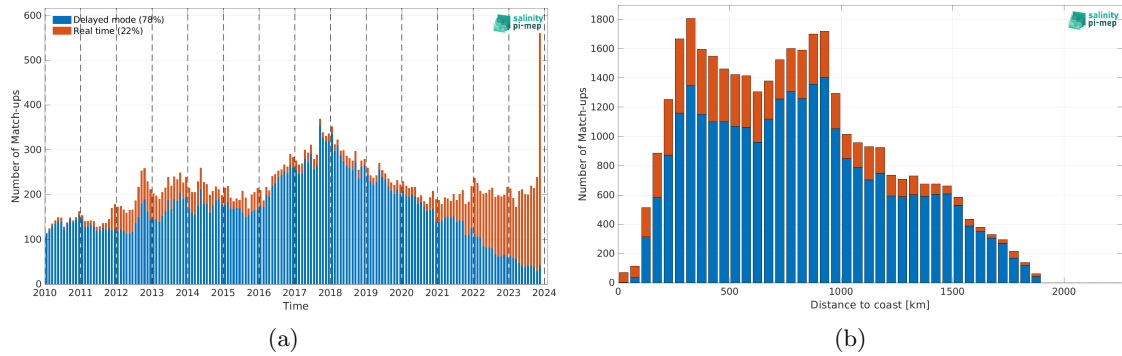 Delayed mode (78%)
Real time (22%)
salinity
pi-mep
600
500
400
300
200
100
0
Number of Match-ups
2010 2011 2012 2013 2014 2015 2016 2017 2018 2019 2020 2021 2022 2023 2024
Time
(a)
salinity
pi-mep
1800
1600
1400
1200
1000
800
600
400
200
0
Number of Match-ups
0 500 1000 1500 2000
Distance to coast [km]
(b)